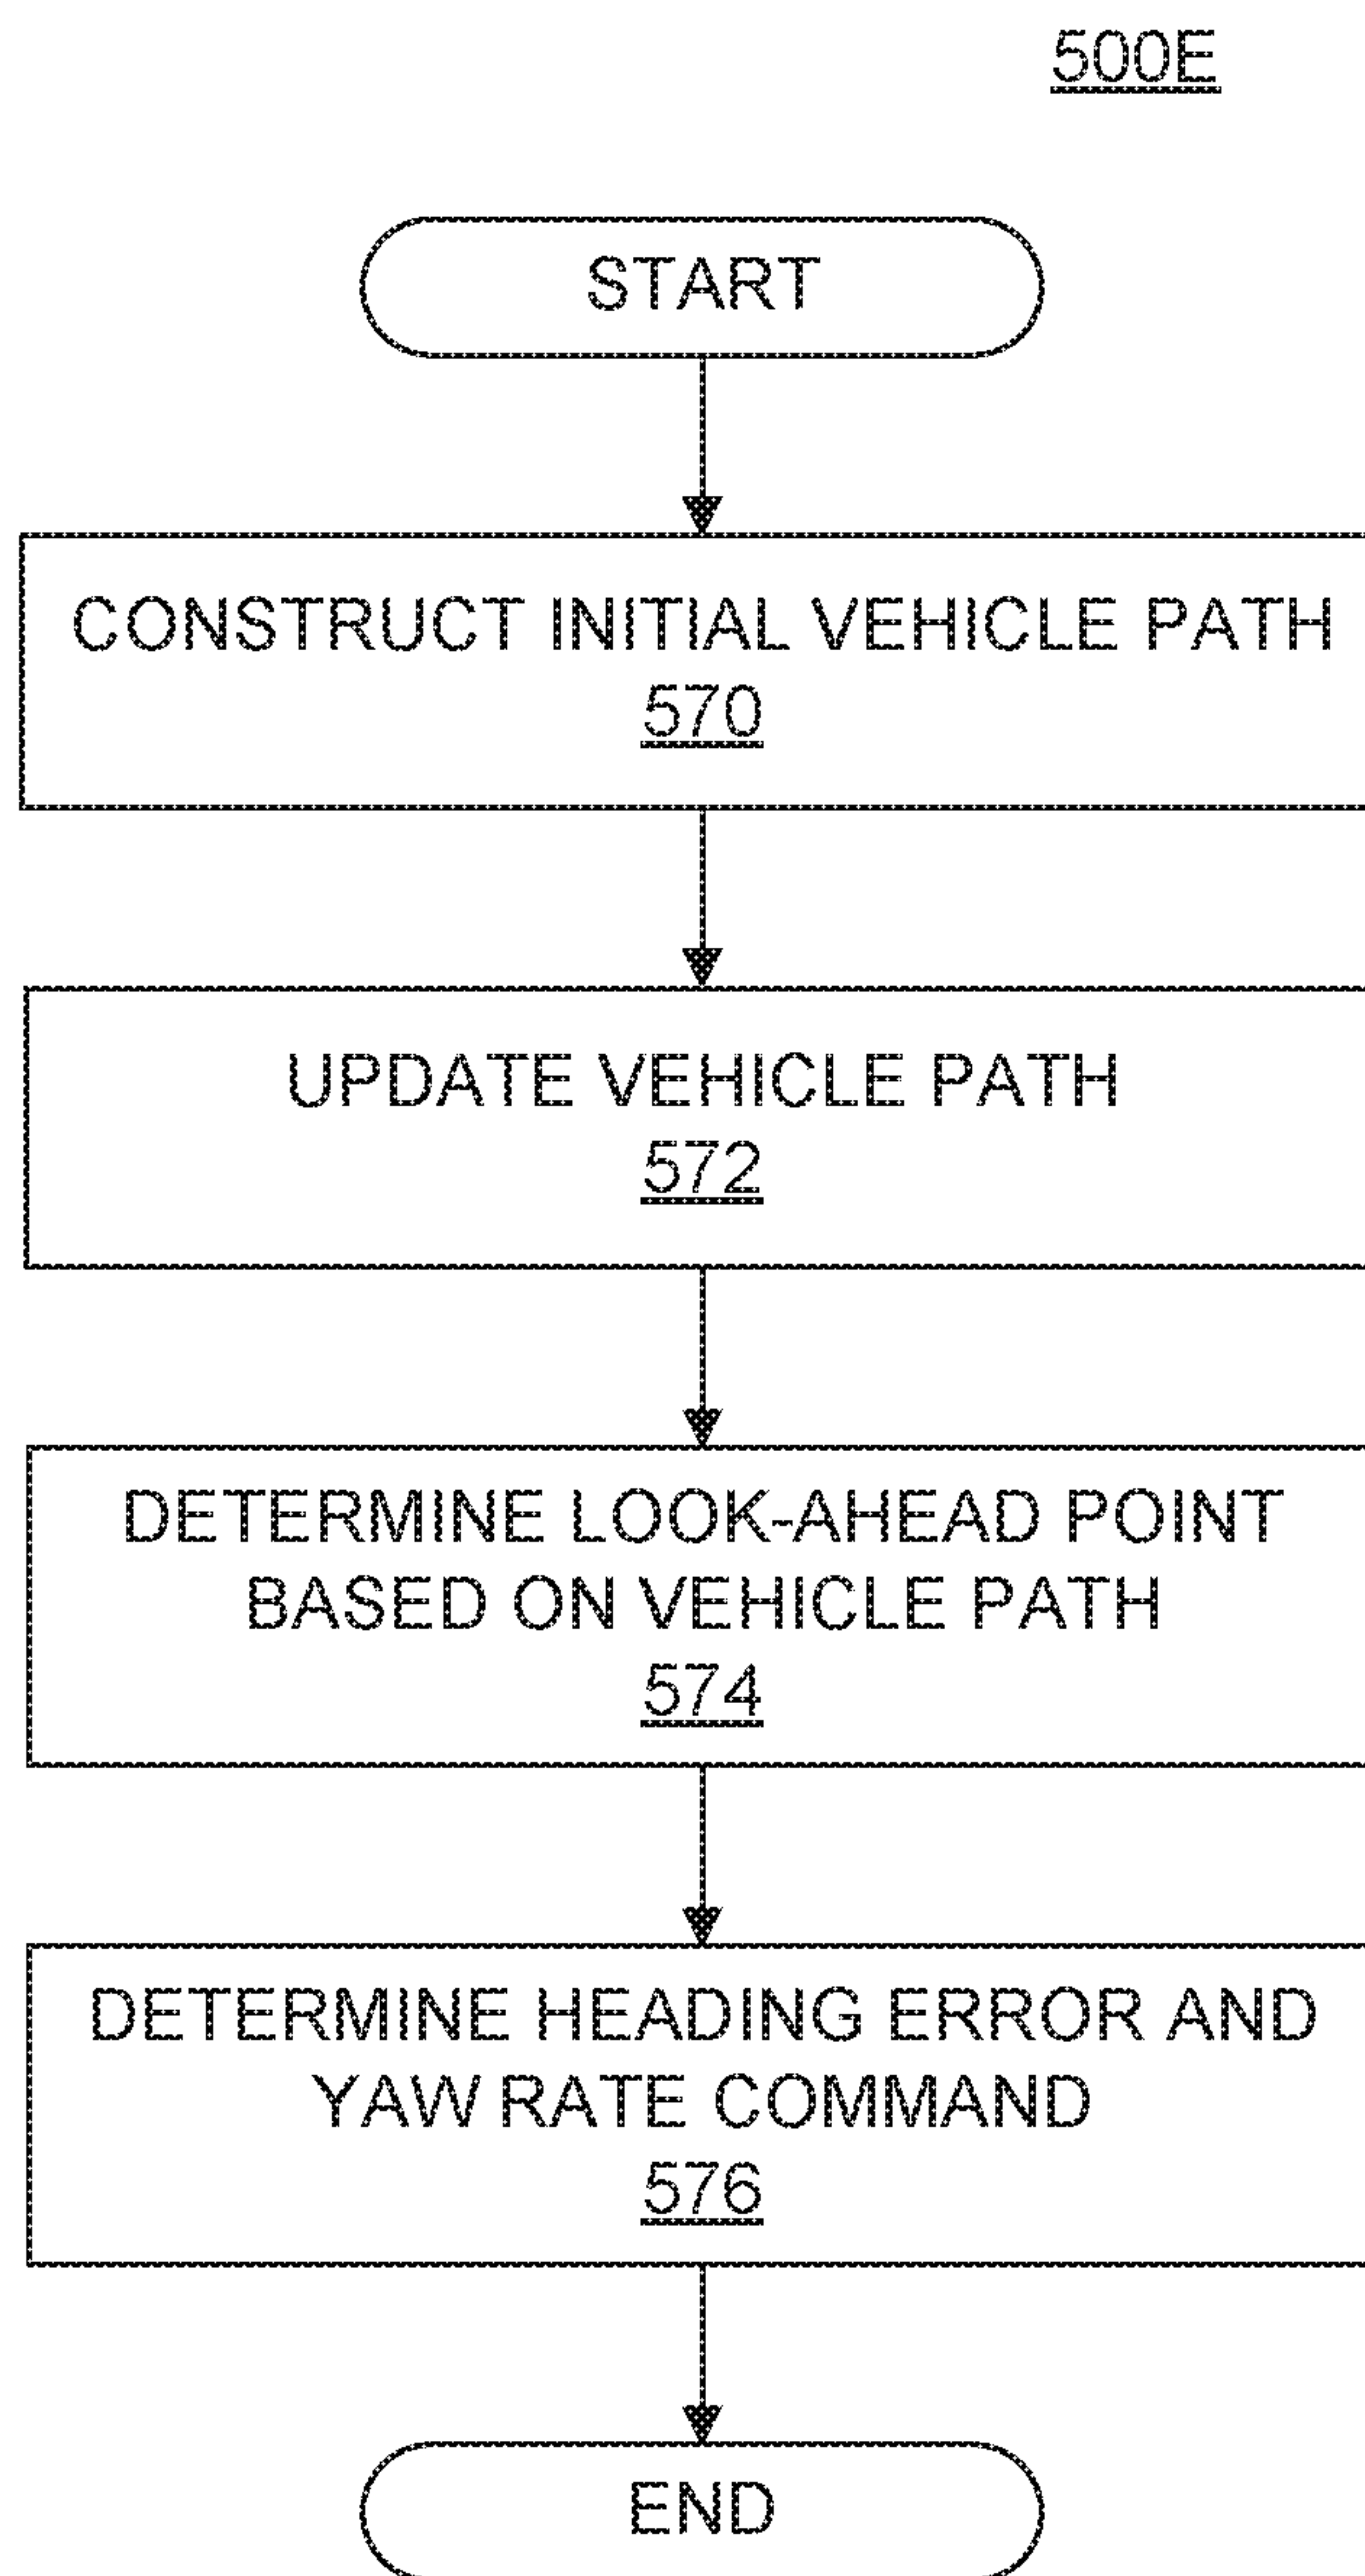 500E
START
CONSTRUCT INITIAL VEHICLE PATH
570
UPDATE VEHICLE PATH
572
DETERMINE LOOK-AHEAD POINT
BASED ON VEHICLE PATH
574
DETERMINE HEADING ERROR AND
YAW RATE COMMAND
576
END